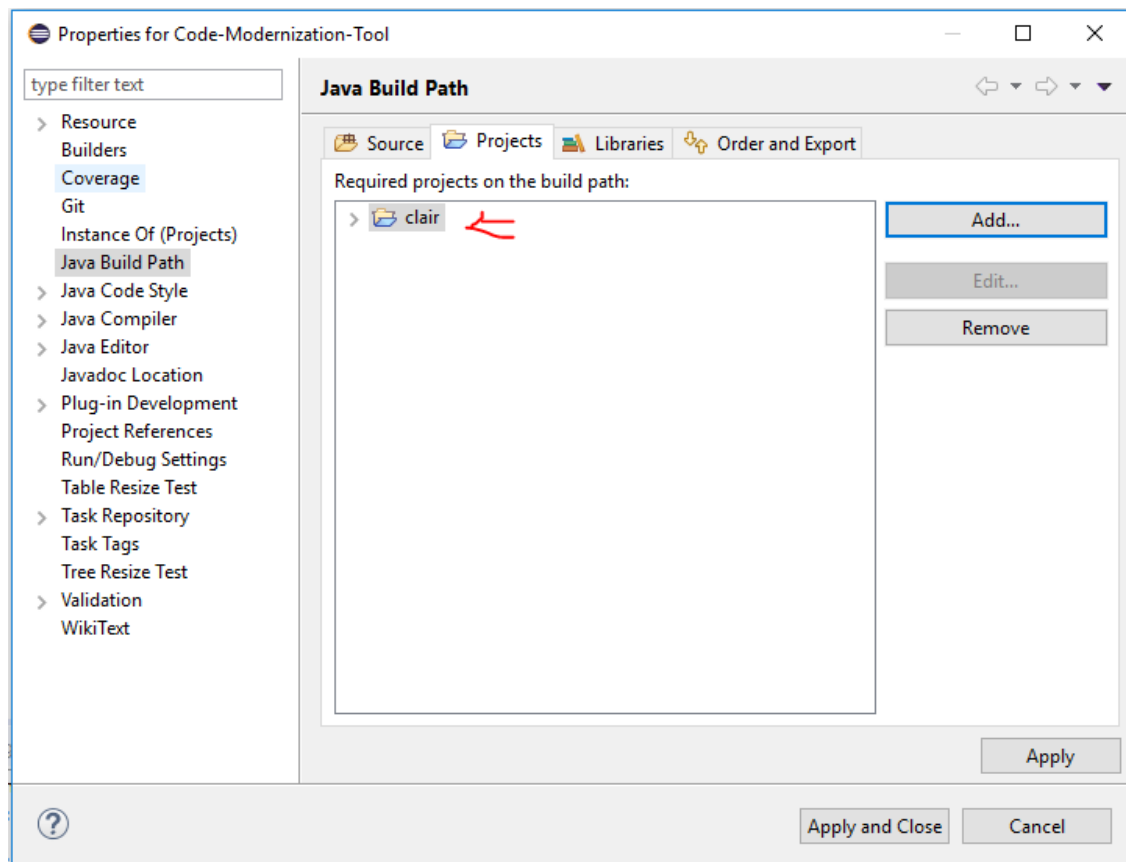 Properties for Code-Modernization-Tool
type filter text
Resource
Builders
Coverage
Git
Instance Of (Projects)
Java Build Path
Java Code Style
Java Compiler
Java Editor
Javadoc Location
Plug-in Development
Project References
Run/Debug Settings
Table Resize Test
Task Repository
Task Tags
Tree Resize Test
Validation
WikiText
Java Build Path
Source Projects Libraries Order and Export
Required projects on the build path:
clair
Add...
Edit...
Remove
Apply
?
Apply and Close Cancel